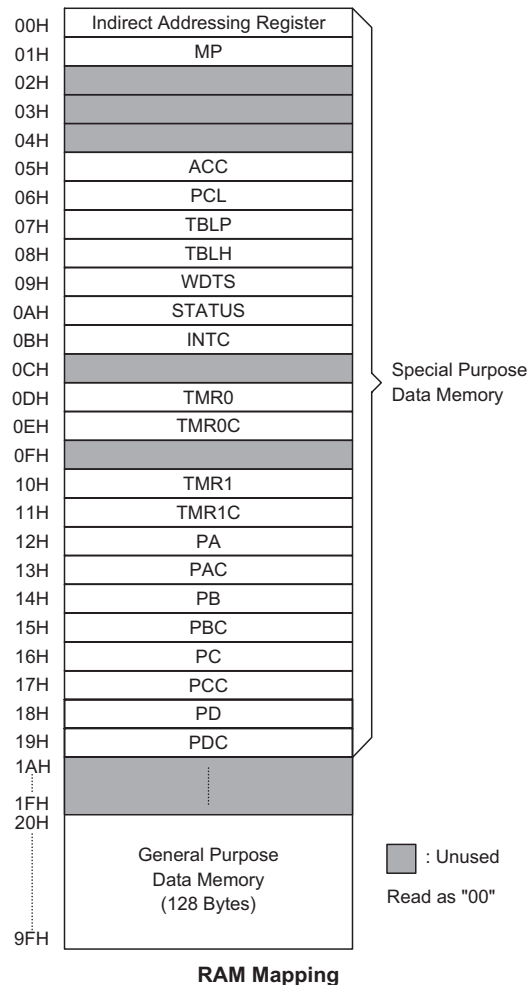 00H Indirect Addressing Register
01H MP
02H
03H
04H
05H ACC
06H PCL
07H TBLP
08H TBLH
09H WDTS
0AH STATUS
0BH INTC
0CH
0DH TMR0
0EH TMR0C
0FH
10H TMR1
11H TMR1C
12H PA
13H PAC
14H PB
15H PBC
16H PC
17H PCC
18H PD
19H PDC
1AH
1FH
20H
General Purpose
Data Memory
(128 Bytes)
9FH
Special Purpose
Data Memory
: Unused
Read as "00"
RAM Mapping